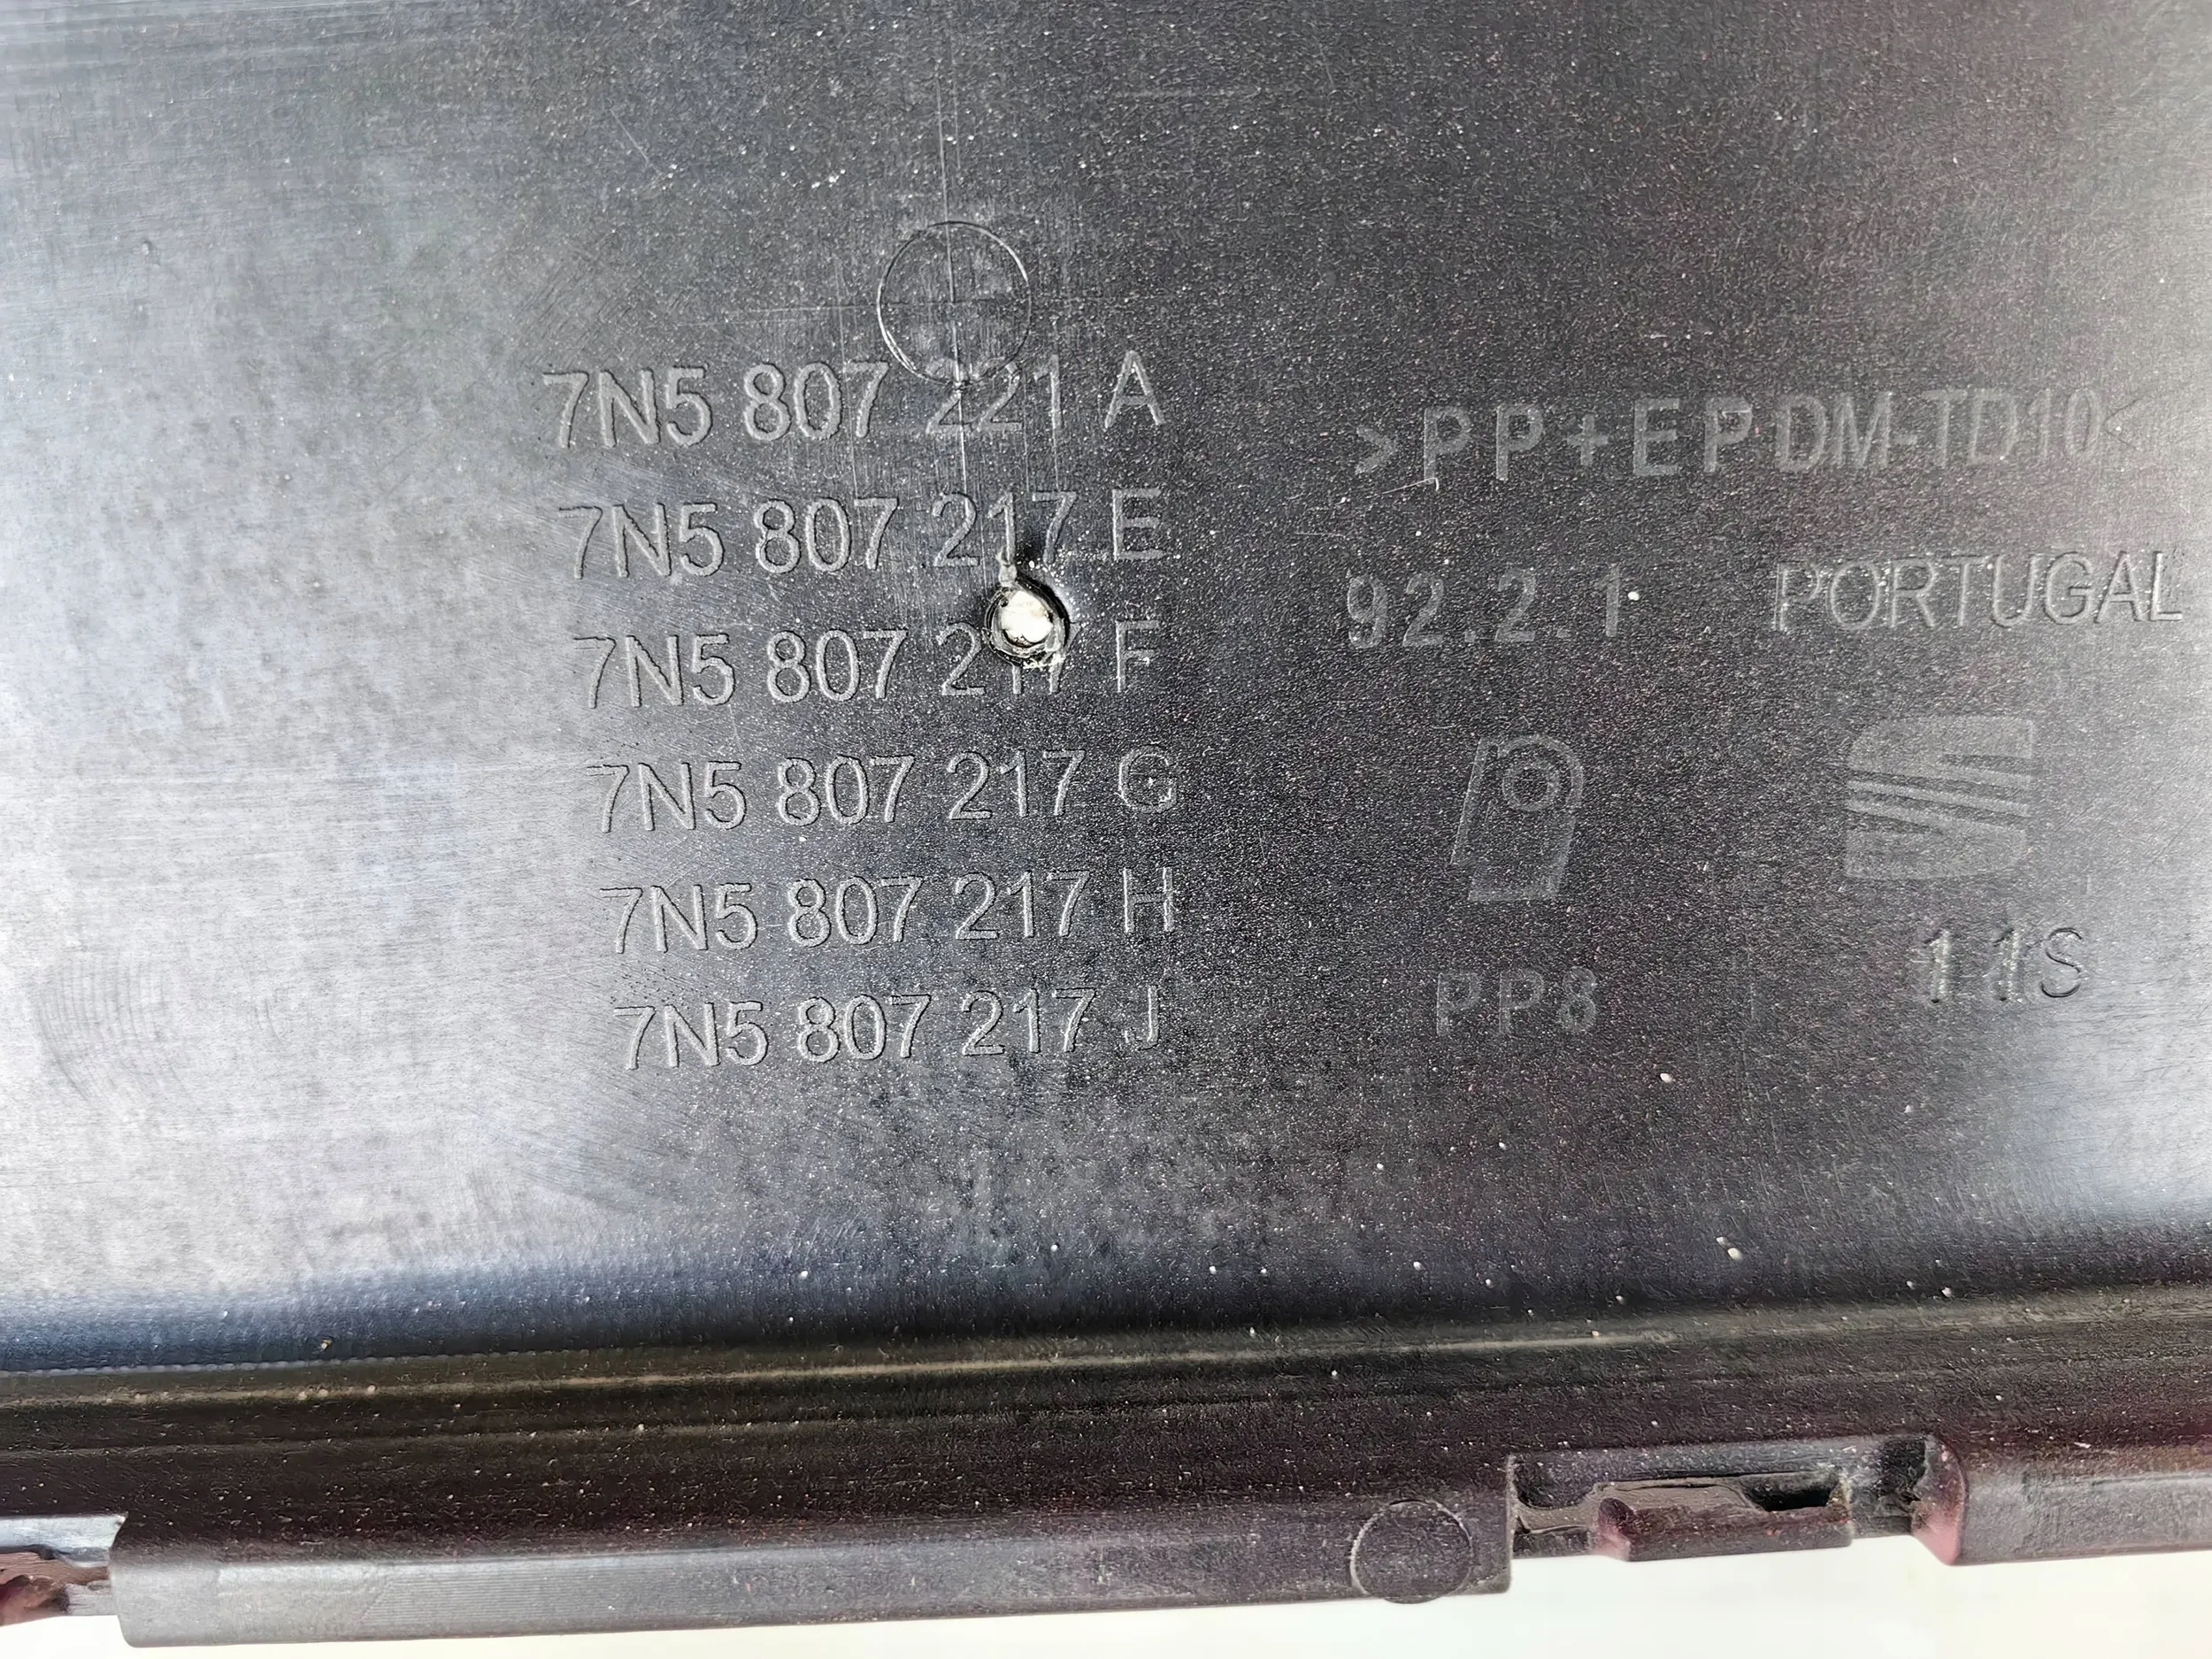 7N5 807 221 A
7N5 807 217 E
7N5 807 217 F
7N5 807 217 G
7N5 807 217 H
7N5 807 217 J
>PP+EPDM-TD10<
92.2.1 PORTUGAL
PP8
11S